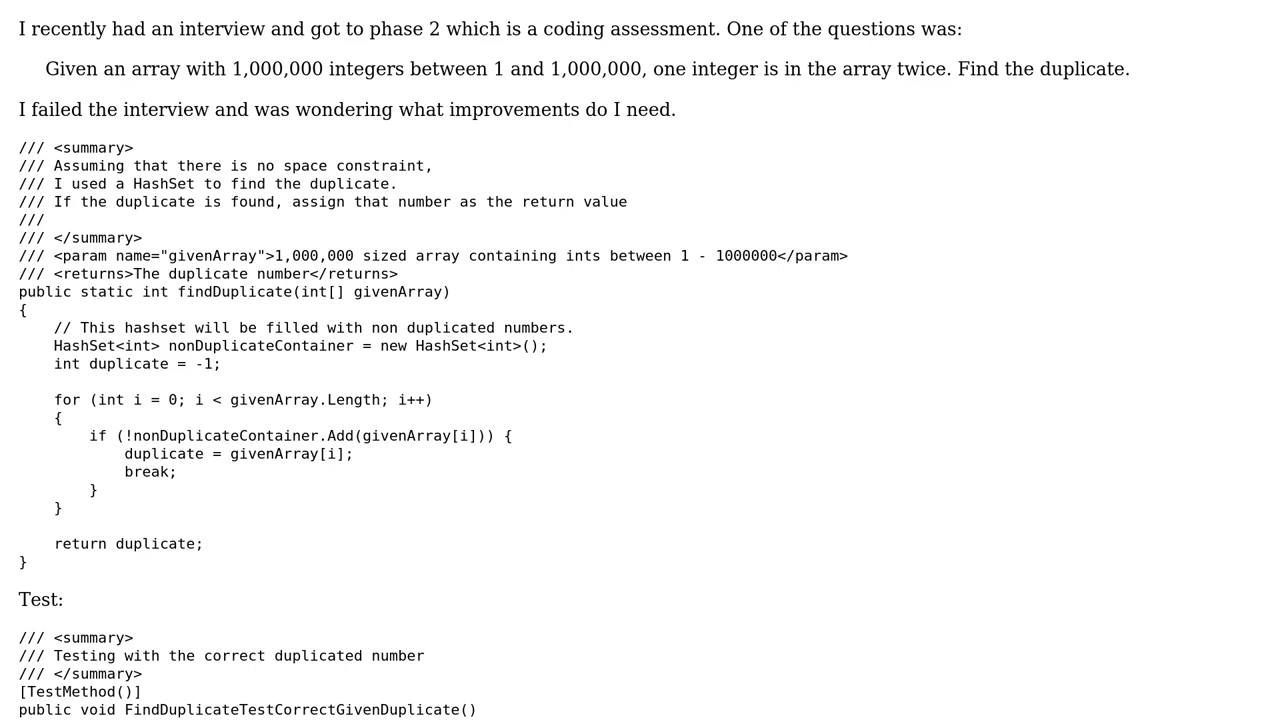 I recently had an interview and got to phase 2 which is a coding assessment. One of the questions was:
Given an array with 1,000,000 integers between 1 and 1,000,000, one integer is in the array twice. Find the duplicate.
I failed the interview and was wondering what improvements do I need.
/// <summary>
/// Assuming that there is no space constraint,
/// I used a HashSet to find the duplicate.
/// If the duplicate is found, assign that number as the return value
///
/// </summary>
/// <param name="givenArray">1,000,000 sized array containing ints between 1 - 1000000</param>
/// <returns>The duplicate number</returns>
public static int findDuplicate(int[] givenArray)
{
    // This hashset will be filled with non duplicated numbers.
    HashSet<int> nonDuplicateContainer = new HashSet<int>();
    int duplicate = -1;

    for (int i = 0; i < givenArray.Length; i++)
    {
        if (!nonDuplicateContainer.Add(givenArray[i])) {
            duplicate = givenArray[i];
            break;
        }
    }

    return duplicate;
}
Test:
/// <summary>
/// Testing with the correct duplicated number
/// </summary>
[TestMethod()]
public void FindDuplicateTestCorrectGivenDuplicate()